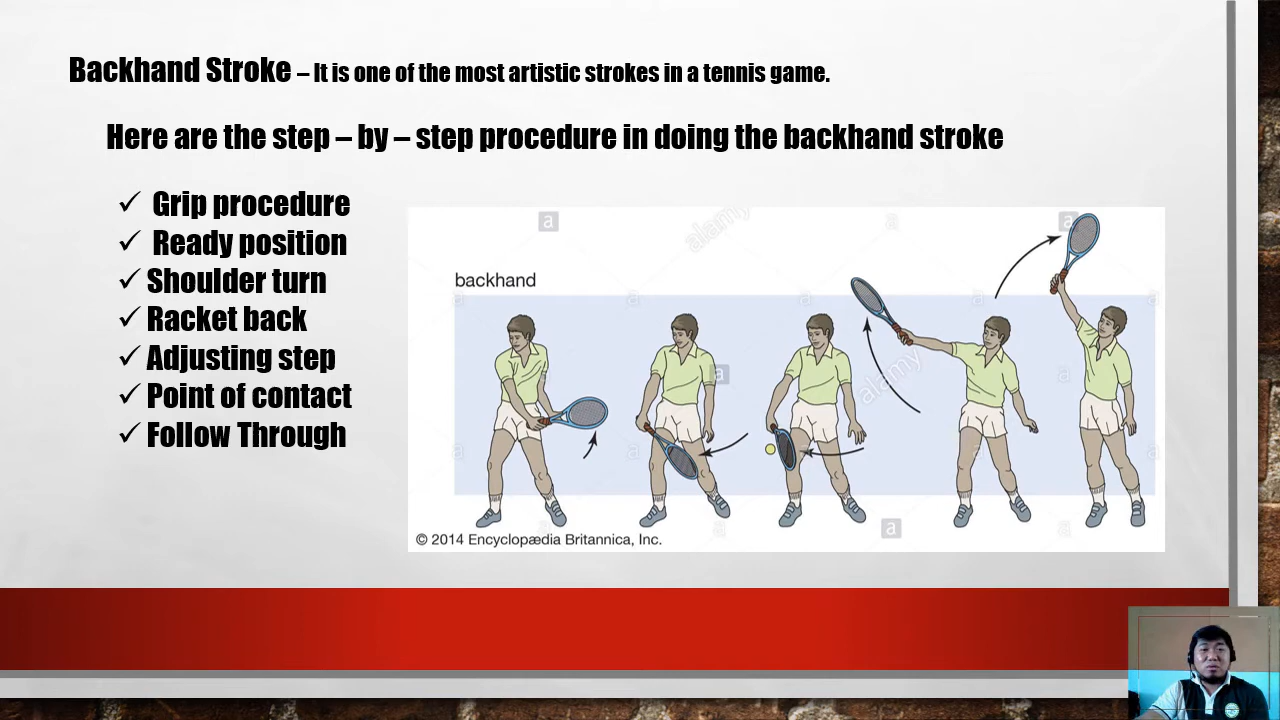 Backhand Stroke – It is one of the most artistic strokes in a tennis game.
Here are the step – by – step procedure in doing the backhand stroke
✓ Grip procedure
✓ Ready position
✓ Shoulder turn
✓ Racket back
✓ Adjusting step
✓ Point of contact
✓ Follow Through
a
alamy
a
a
backhand
a
a
a
a
a
a
a
alamy
a
a
a
a
a
a
a
a
a
© 2014 Encyclopædia Britannica, Inc.